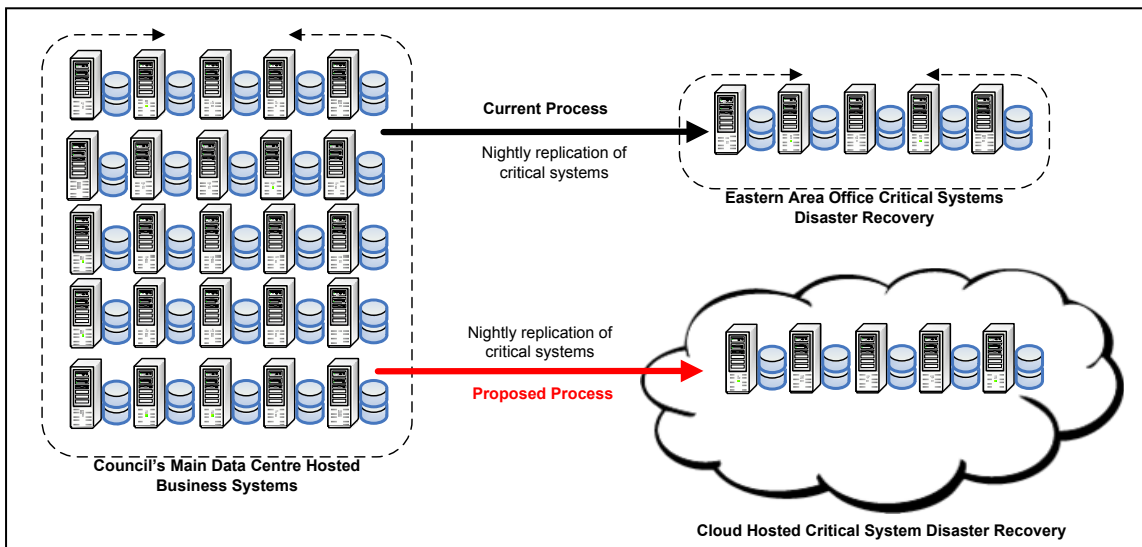 Current Process
Nightly replication of
critical systems
Eastern Area Office Critical Systems
Disaster Recovery
Nightly replication of
critical systems
Proposed Process
Council's Main Data Centre Hosted
Business Systems
Cloud Hosted Critical System Disaster Recovery